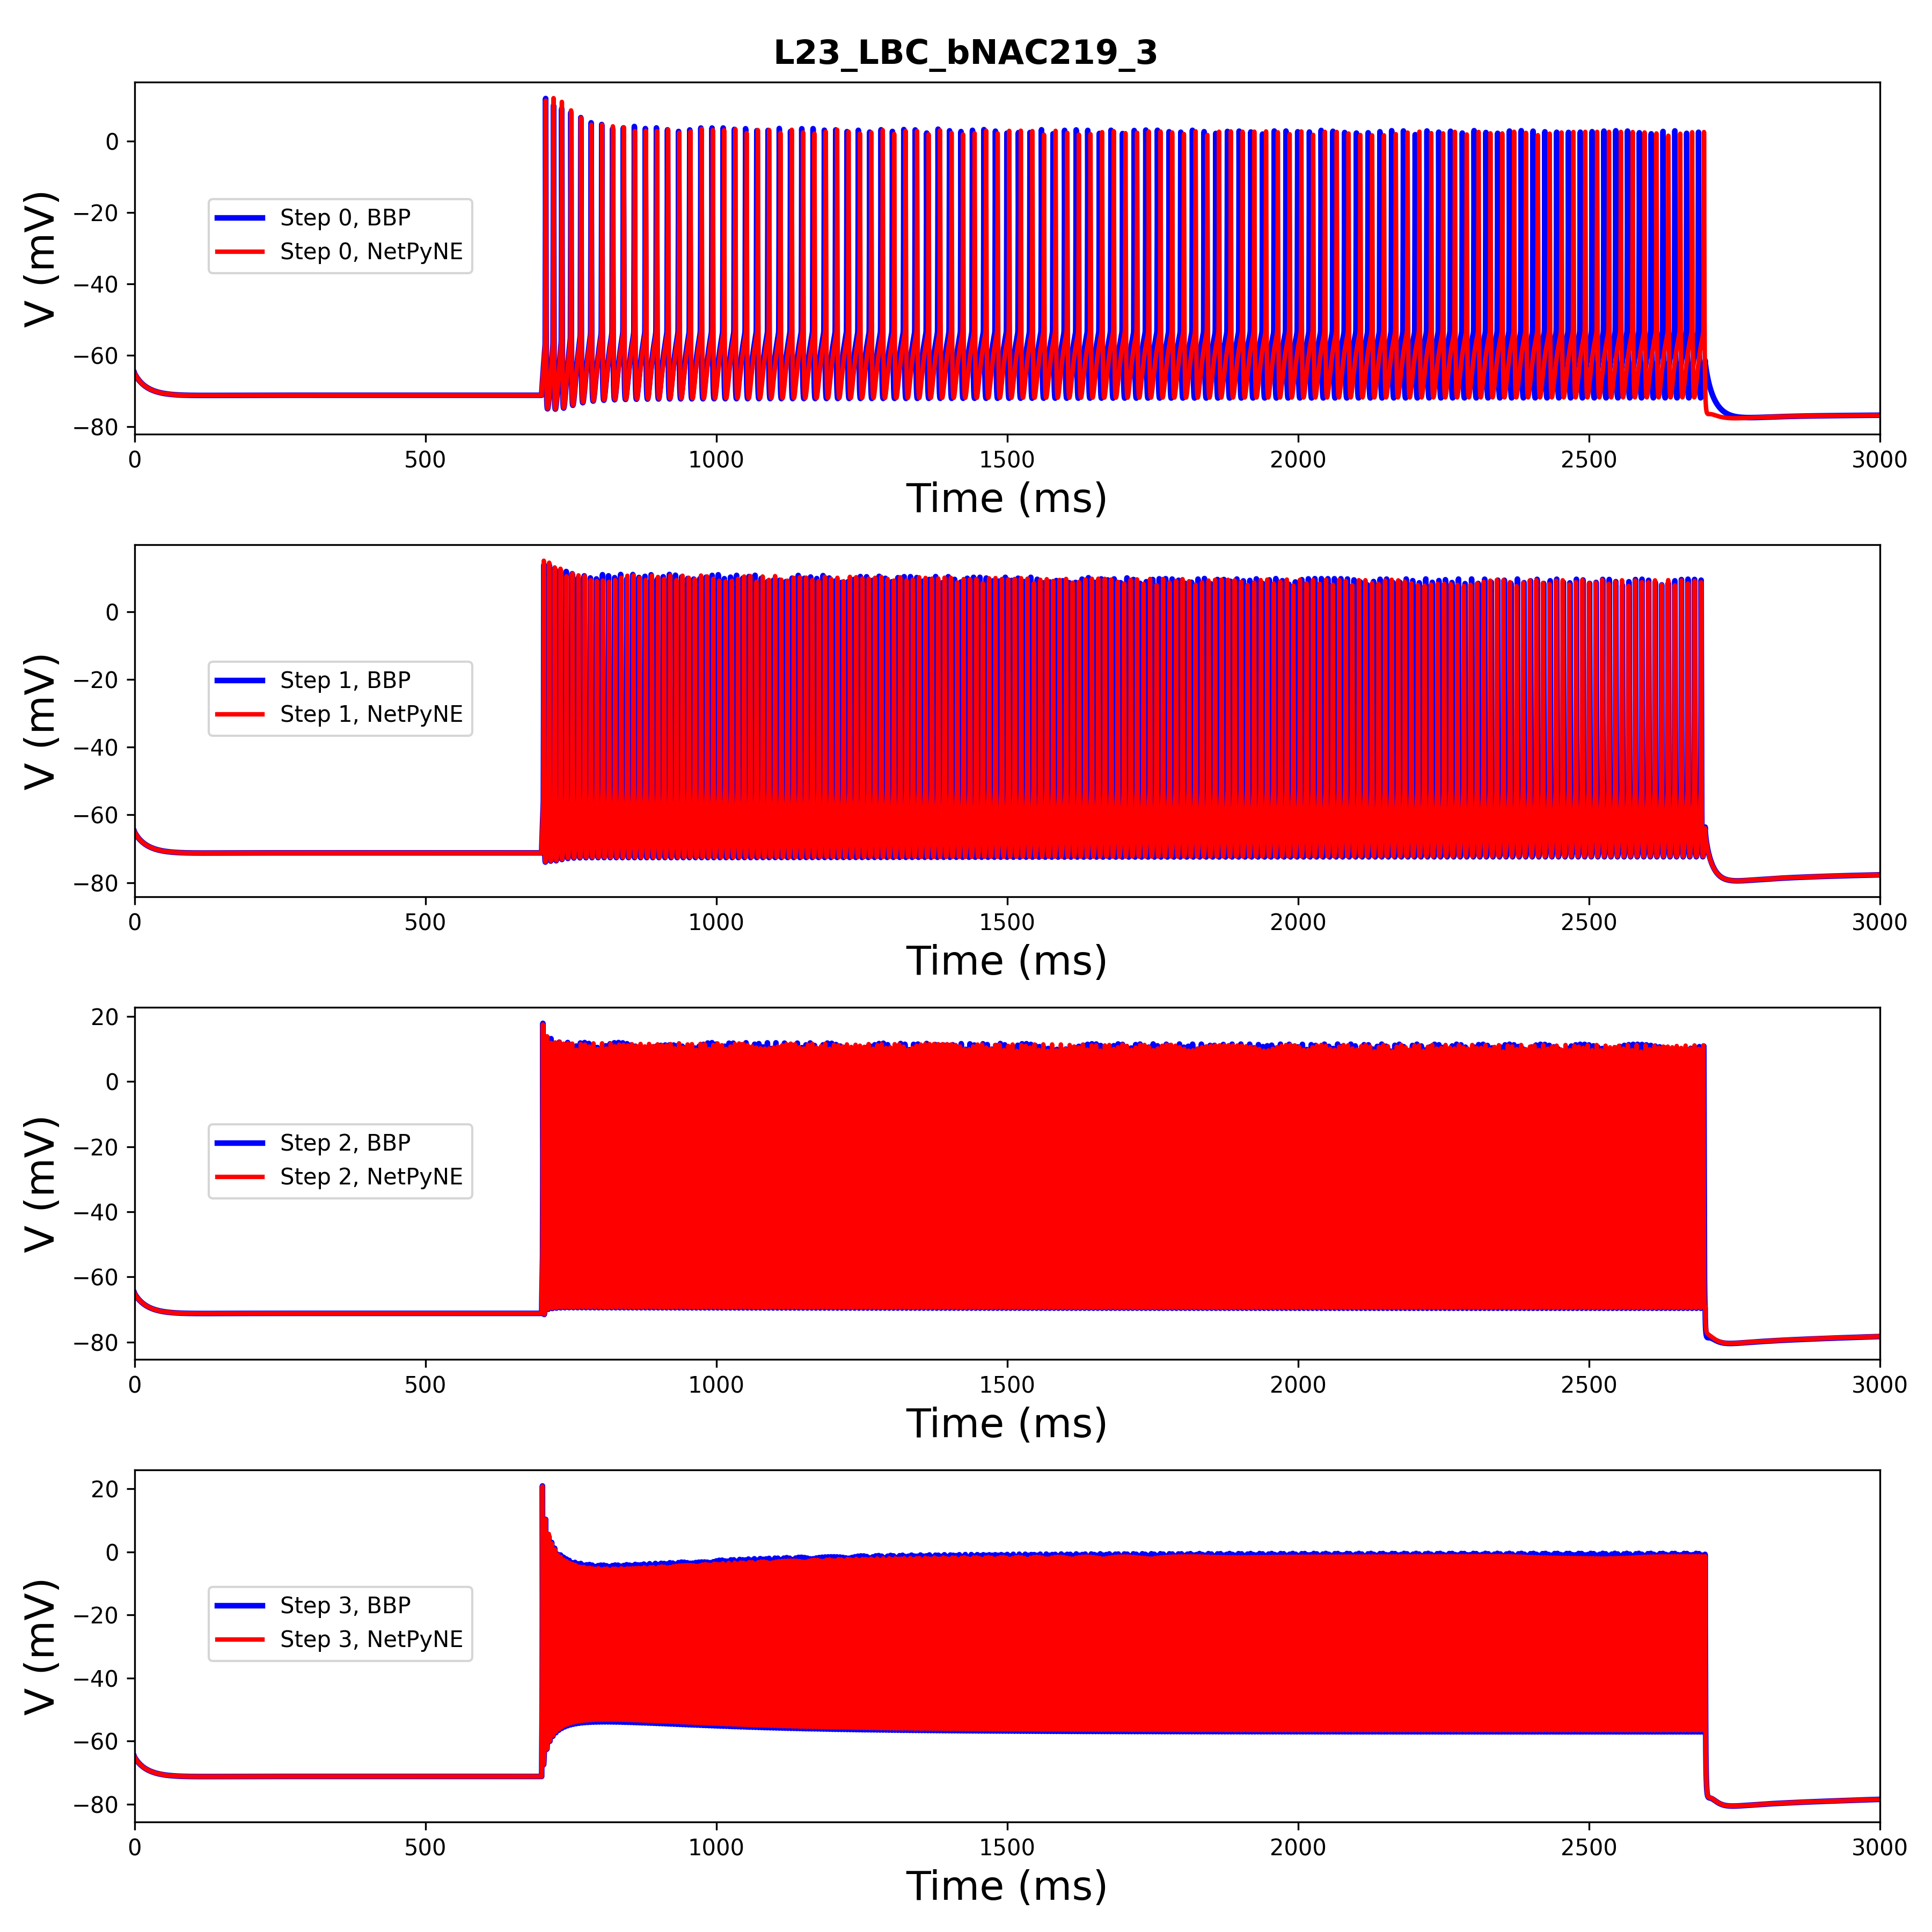 L23_LBC_bNAC219_3
0
−20
−40
−60
−80
V (mV)
Step 0, BBP
Step 0, NetPyNE
0 500 1000 1500 2000 2500 3000
Time (ms)
0
−20
−40
−60
−80
V (mV)
Step 1, BBP
Step 1, NetPyNE
0 500 1000 1500 2000 2500 3000
Time (ms)
20
0
−20
−40
−60
−80
V (mV)
Step 2, BBP
Step 2, NetPyNE
0 500 1000 1500 2000 2500 3000
Time (ms)
20
0
−20
−40
−60
−80
V (mV)
Step 3, BBP
Step 3, NetPyNE
0 500 1000 1500 2000 2500 3000
Time (ms)